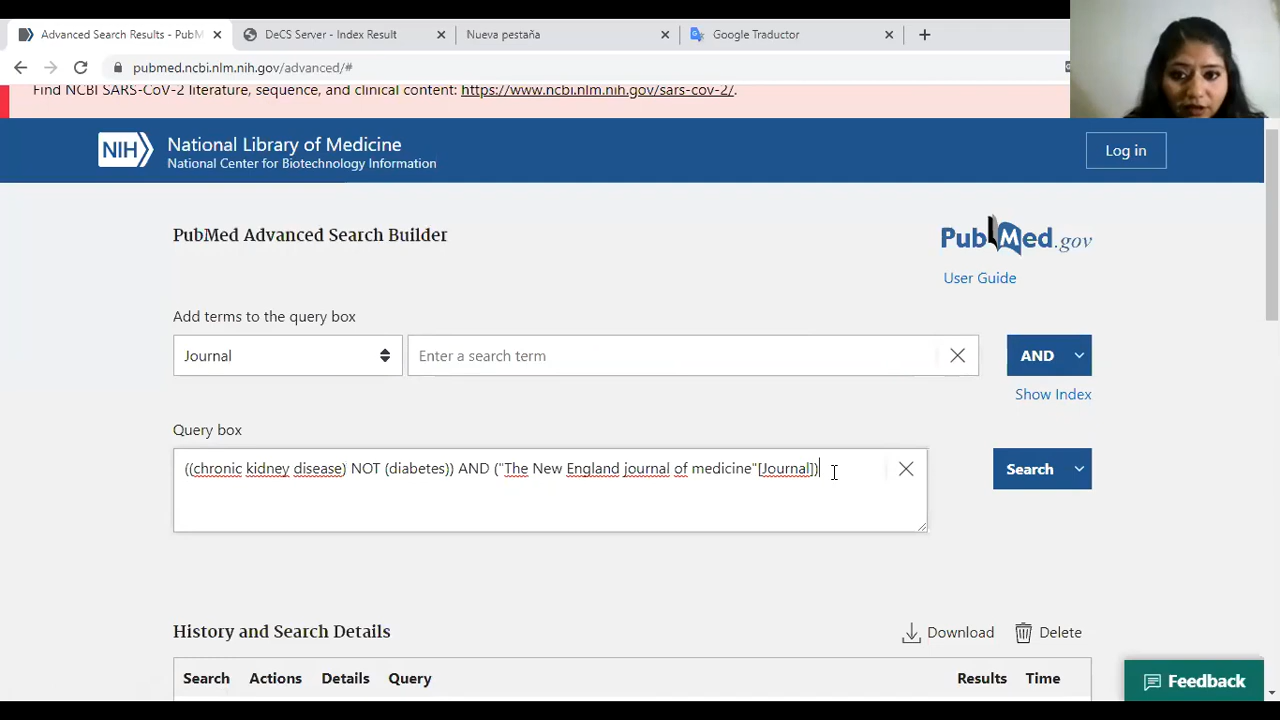 Advanced Search Results - PubM
DeCS Server - Index Result
Nueva pestaña
Google Traductor
pubmed.ncbi.nlm.nih.gov/advanced/#
Find NCBI SARS-CoV-2 literature, sequence, and clinical content: https://www.ncbi.nlm.nih.gov/sars-cov-2/.
NIH
National Library of Medicine
National Center for Biotechnology Information
Log in
PubMed Advanced Search Builder
PubMed.gov
User Guide
Add terms to the query box
Journal
Enter a search term
AND
Show Index
Query box
((chronic kidney disease) NOT (diabetes)) AND ("The New England journal of medicine"[Journal])
Search
History and Search Details
Download
Delete
Search Actions Details Query Results Time
Feedback